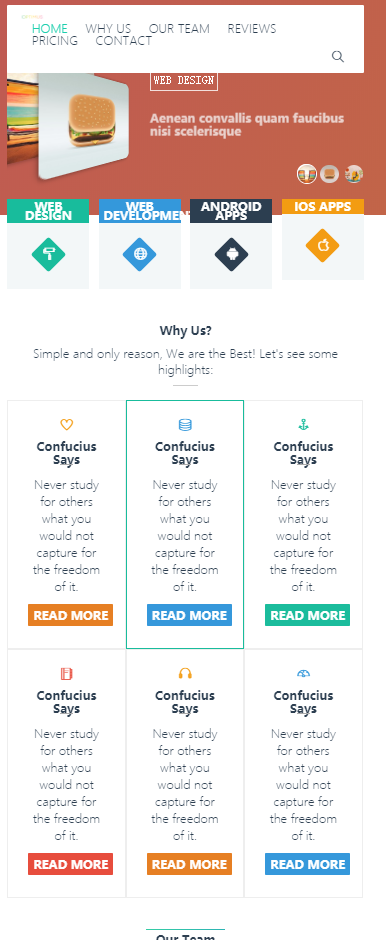 HOME WHY US OUR TEAM REVIEWS
PRICING CONTACT
WEB DESIGN
Aenean convallis quam faucibus
nisi scelerisque
WEB
DESIGN
WEB
DEVELOPMENT
ANDROID
APPS
IOS APPS
Why Us?
Simple and only reason, We are the Best! Let's see some
highlights:
Confucius
Says
Never study
for others
what you
would not
capture for
the freedom
of it.
READ MORE
Confucius
Says
Never study
for others
what you
would not
capture for
the freedom
of it.
READ MORE
Confucius
Says
Never study
for others
what you
would not
capture for
the freedom
of it.
READ MORE
Confucius
Says
Never study
for others
what you
would not
capture for
the freedom
of it.
READ MORE
Confucius
Says
Never study
for others
what you
would not
capture for
the freedom
of it.
READ MORE
Confucius
Says
Never study
for others
what you
would not
capture for
the freedom
of it.
READ MORE
Our Team